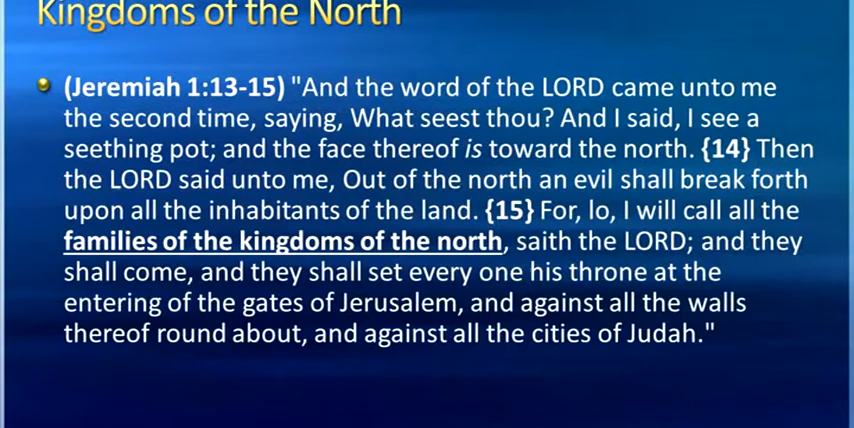 Kingdoms of the North
(Jeremiah 1:13-15) "And the word of the LORD came unto me
the second time, saying, What seest thou? And I said, I see a
seething pot; and the face thereof is toward the north. {14} Then
the LORD said unto me, Out of the north an evil shall break forth
upon all the inhabitants of the land. {15} For, lo, I will call all the
families of the kingdoms of the north, saith the LORD; and they
shall come, and they shall set every one his throne at the
entering of the gates of Jerusalem, and against all the walls
thereof round about, and against all the cities of Judah."